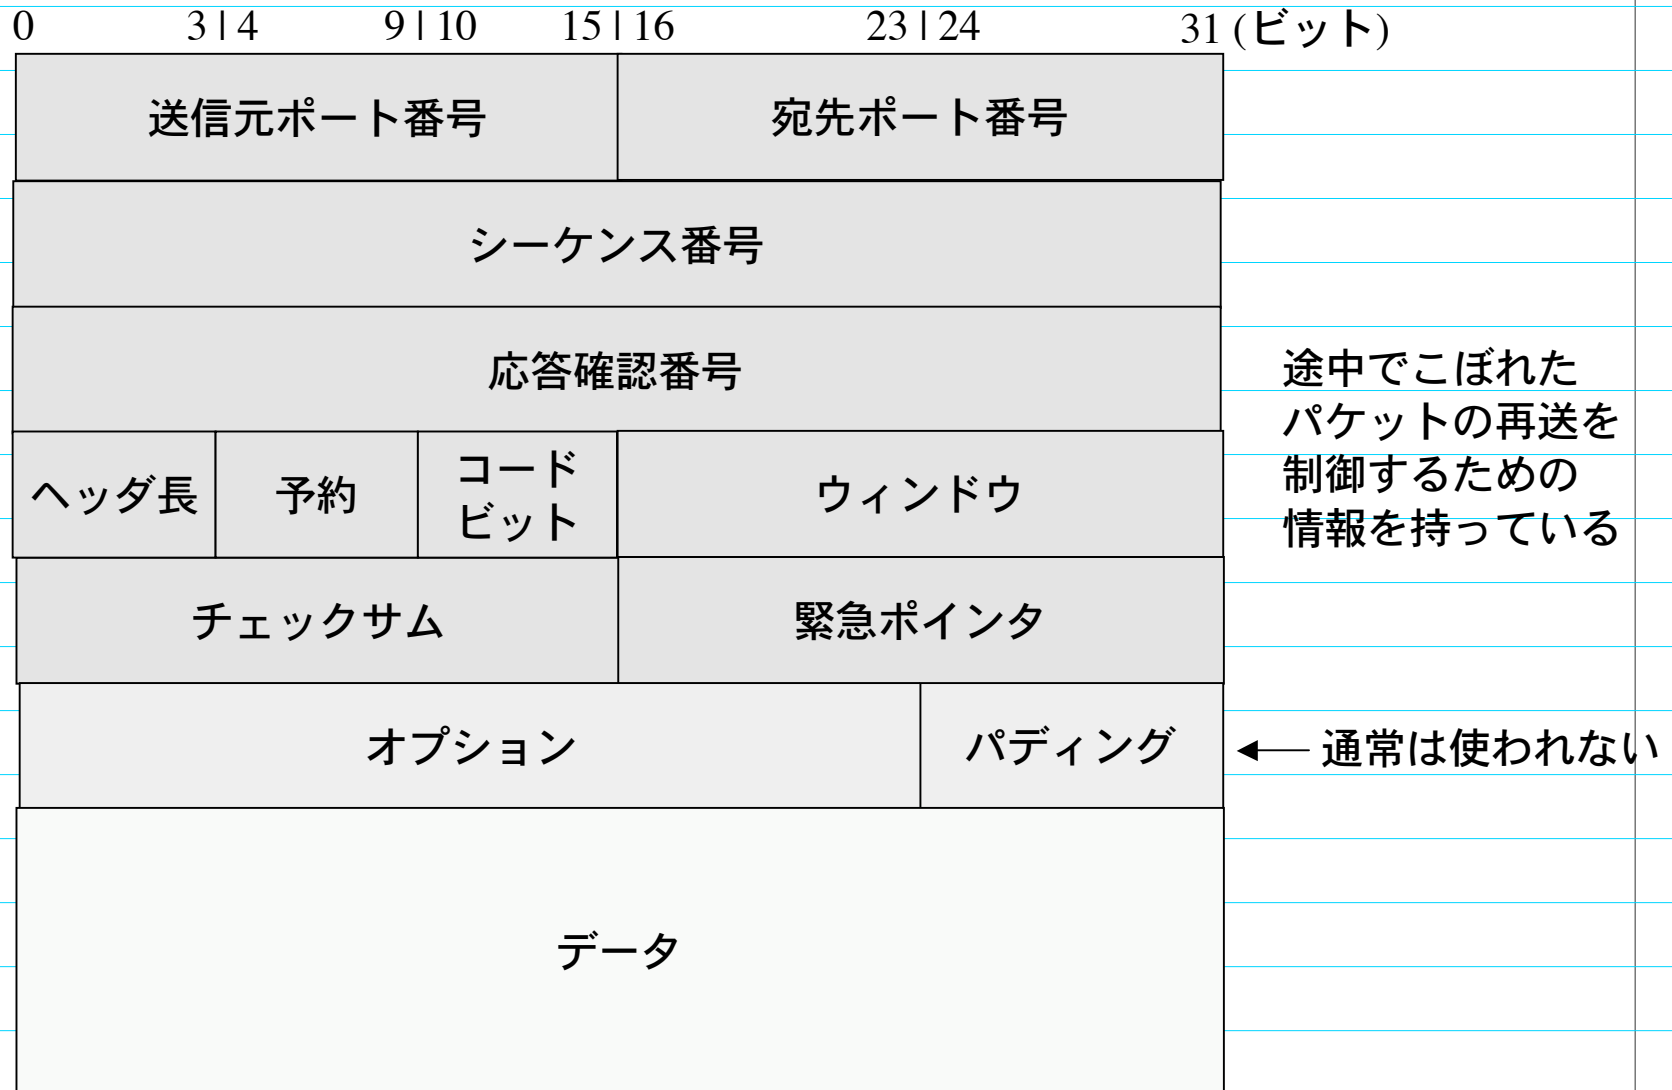 0 3 | 4 9 | 10 15 | 16 23 | 24 31 (ビット)
送信元ポート番号 宛先ポート番号
シーケンス番号
応答確認番号
途中でこぼれた
パケットの再送を
制御するための
情報を持っている
ヘッダ長 予約 コード
ビット ウィンドウ
チェックサム 緊急ポインタ
オプション パディング 通常は使われない
データ